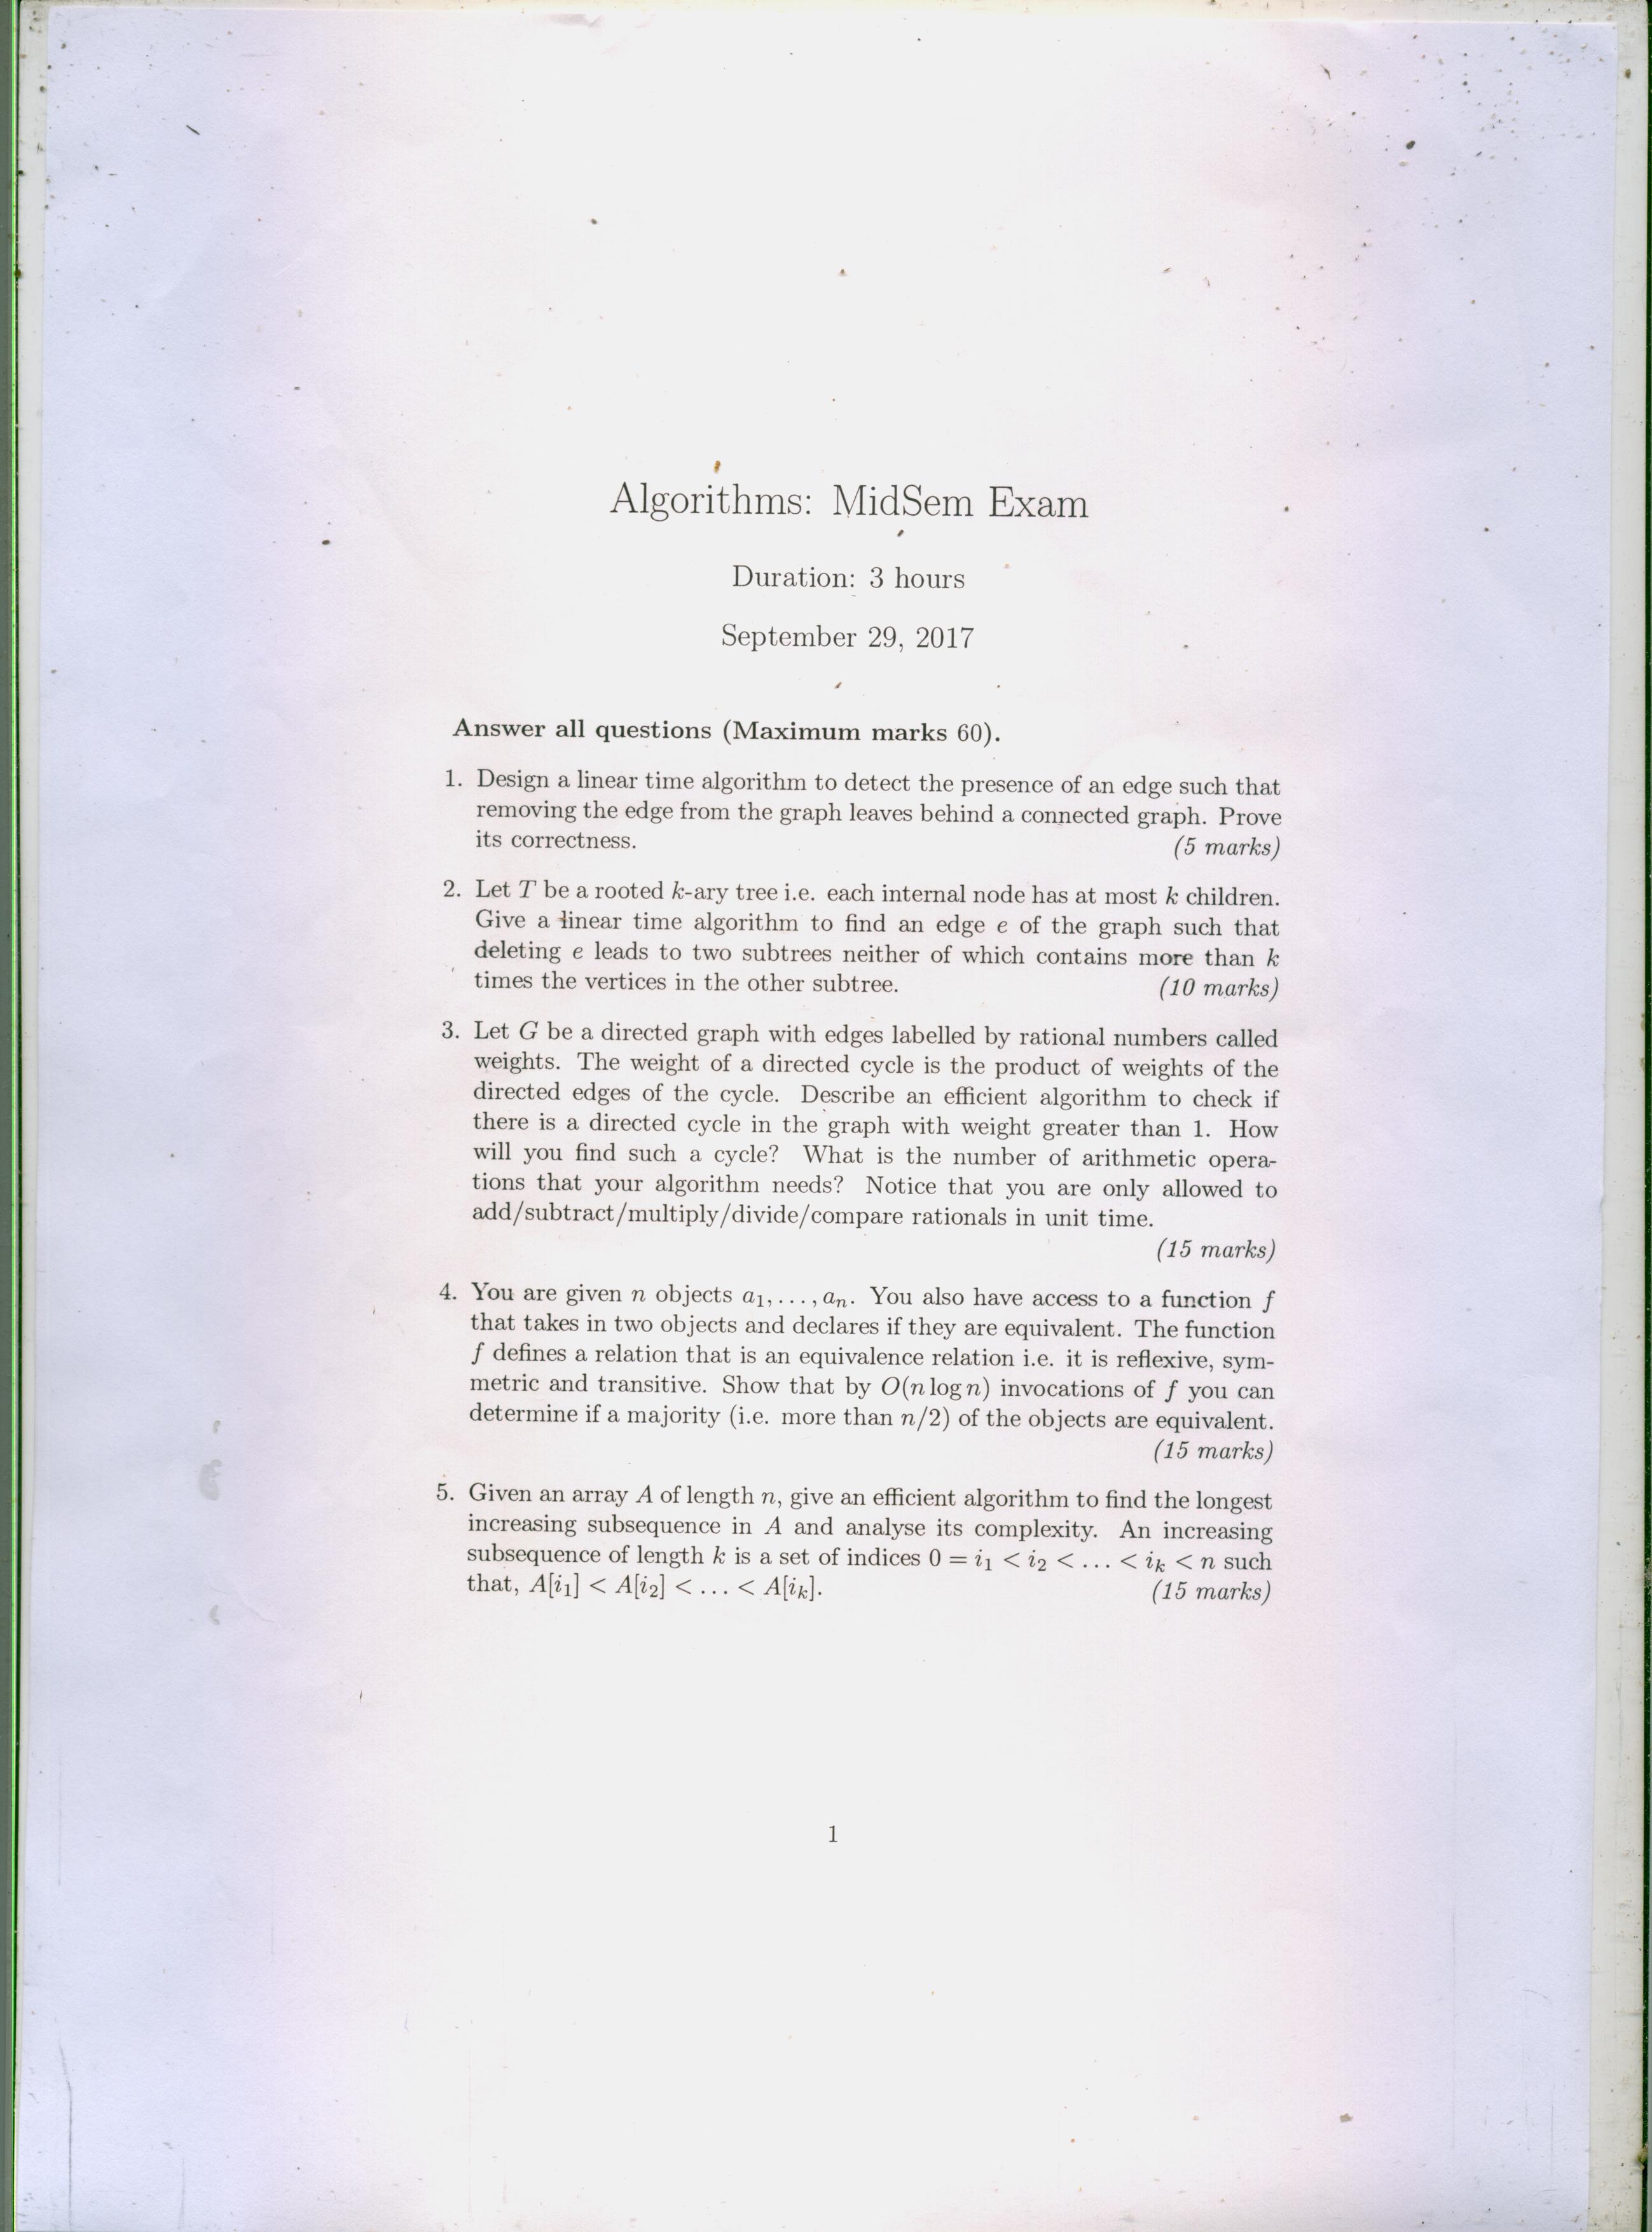 Algorithms: MidSem Exam
Duration: 3 hours
September 29, 2017
Answer all questions (Maximum marks 60).
1. Design a linear time algorithm to detect the presence of an edge such that
removing the edge from the graph leaves behind a connected graph. Prove
its correctness. (5 marks)
2. Let T be a rooted k-ary tree i.e. each internal node has at most k children.
Give a linear time algorithm to find an edge e of the graph such that
deleting e leads to two subtrees neither of which contains more than k
times the vertices in the other subtree. (10 marks)
3. Let G be a directed graph with edges labelled by rational numbers called
weights. The weight of a directed cycle is the product of weights of the
directed edges of the cycle. Describe an efficient algorithm to check if
there is a directed cycle in the graph with weight greater than 1. How
will you find such a cycle? What is the number of arithmetic opera-
tions that your algorithm needs? Notice that you are only allowed to
add/subtract/multiply/divide/compare rationals in unit time.
(15 marks)
4. You are given n objects a₁, . . . , aₙ. You also have access to a function f
that takes in two objects and declares if they are equivalent. The function
f defines a relation that is an equivalence relation i.e. it is reflexive, sym-
metric and transitive. Show that by O(n log n) invocations of f you can
determine if a majority (i.e. more than n/2) of the objects are equivalent.
(15 marks)
5. Given an array A of length n, give an efficient algorithm to find the longest
increasing subsequence in A and analyse its complexity. An increasing
subsequence of length k is a set of indices 0 = i₁ < i₂ < . . . < iₖ < n such
that, A[i₁] < A[i₂] < . . . < A[iₖ]. (15 marks)
1